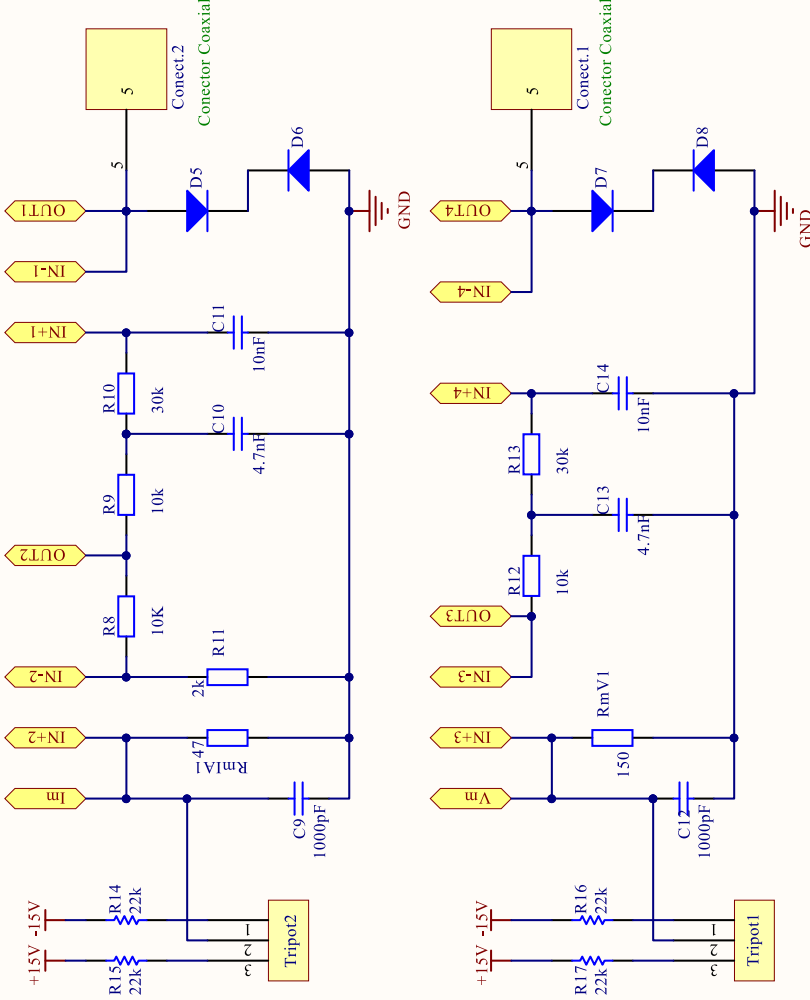 5
Conect.2
Conector Coaxial
5
D6
D5
OUT1
GND
IN-1
IN+1
C11
10nF
R10
30k
C10
4.7nF
R9
10k
OUT2
R8
10K
IN-2
R11
2k
IN+2
47
RmIA1
Im
C9
1000pF
-15V
R14
22k
+15V
R15
22k
1
2
3
Tripot2
5
Conect.1
Conector Coaxial
5
D8
D7
OUT4
GND
IN-4
IN+4
C14
10nF
R13
30k
C13
4.7nF
R12
10k
OUT3
IN-3
RmV1
IN+3
150
Vm
C12
1000pF
-15V
R16
22k
+15V
R17
22k
1
2
3
Tripot1